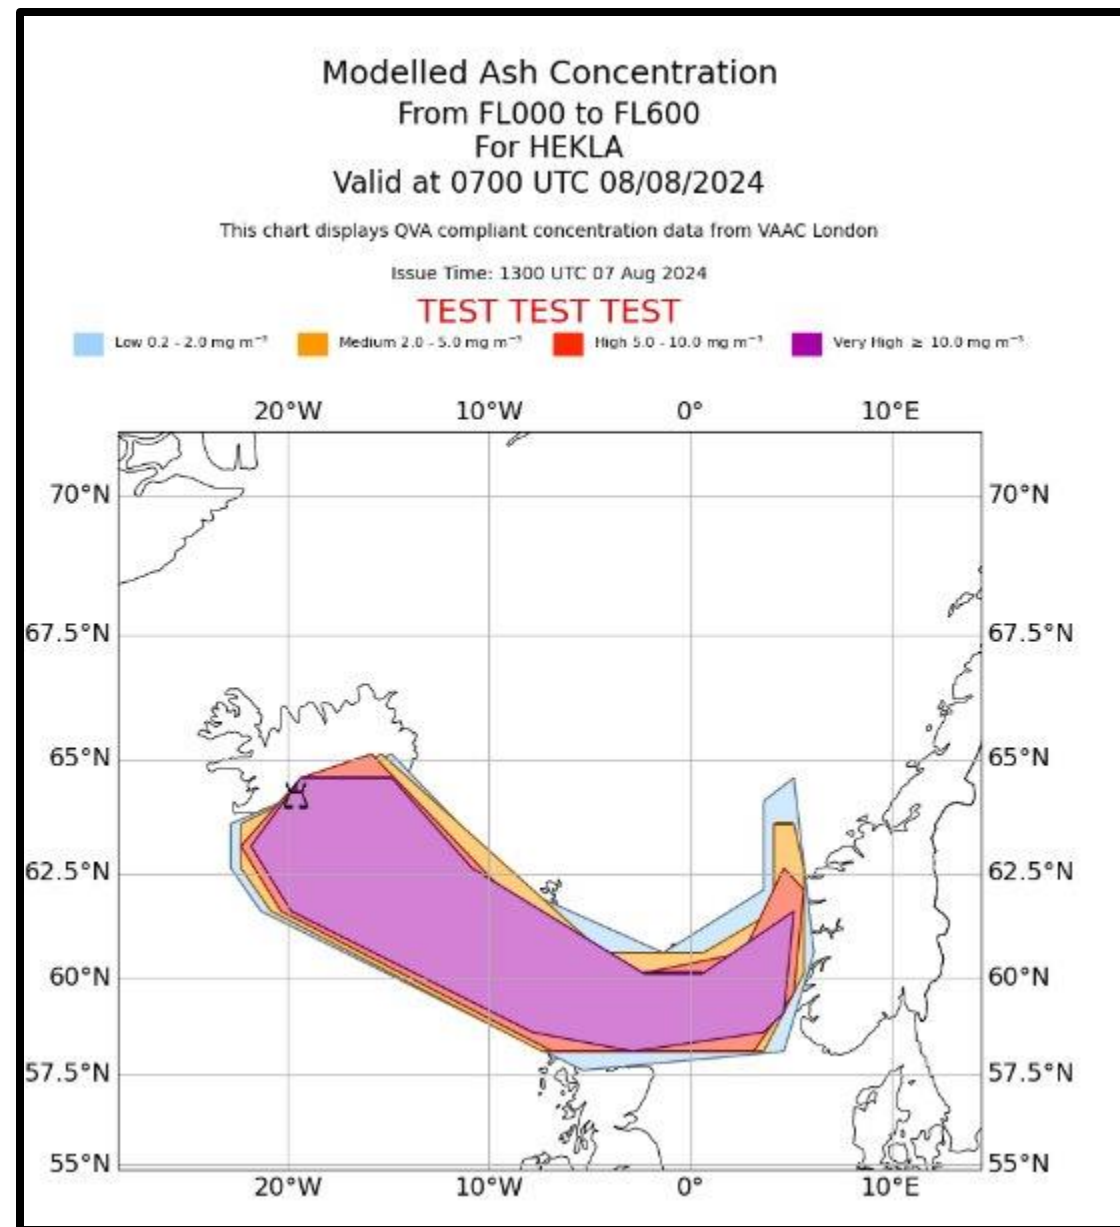 Modelled Ash Concentration
From FL000 to FL600
For HEKLA
Valid at 0700 UTC 08/08/2024
This chart displays QVA compliant concentration data from VAAC London
Issue Time: 1300 UTC 07 Aug 2024
TEST TEST TEST
Low 0.2 - 2.0 mg m⁻³ Medium 2.0 - 5.0 mg m⁻³ High 5.0 - 10.0 mg m⁻³ Very High ≥ 10.0 mg m⁻³
20°W 10°W 0° 10°E
70°N 70°N
67.5°N 67.5°N
65°N 65°N
62.5°N 62.5°N
60°N 60°N
57.5°N 57.5°N
55°N 55°N
20°W 10°W 0° 10°E